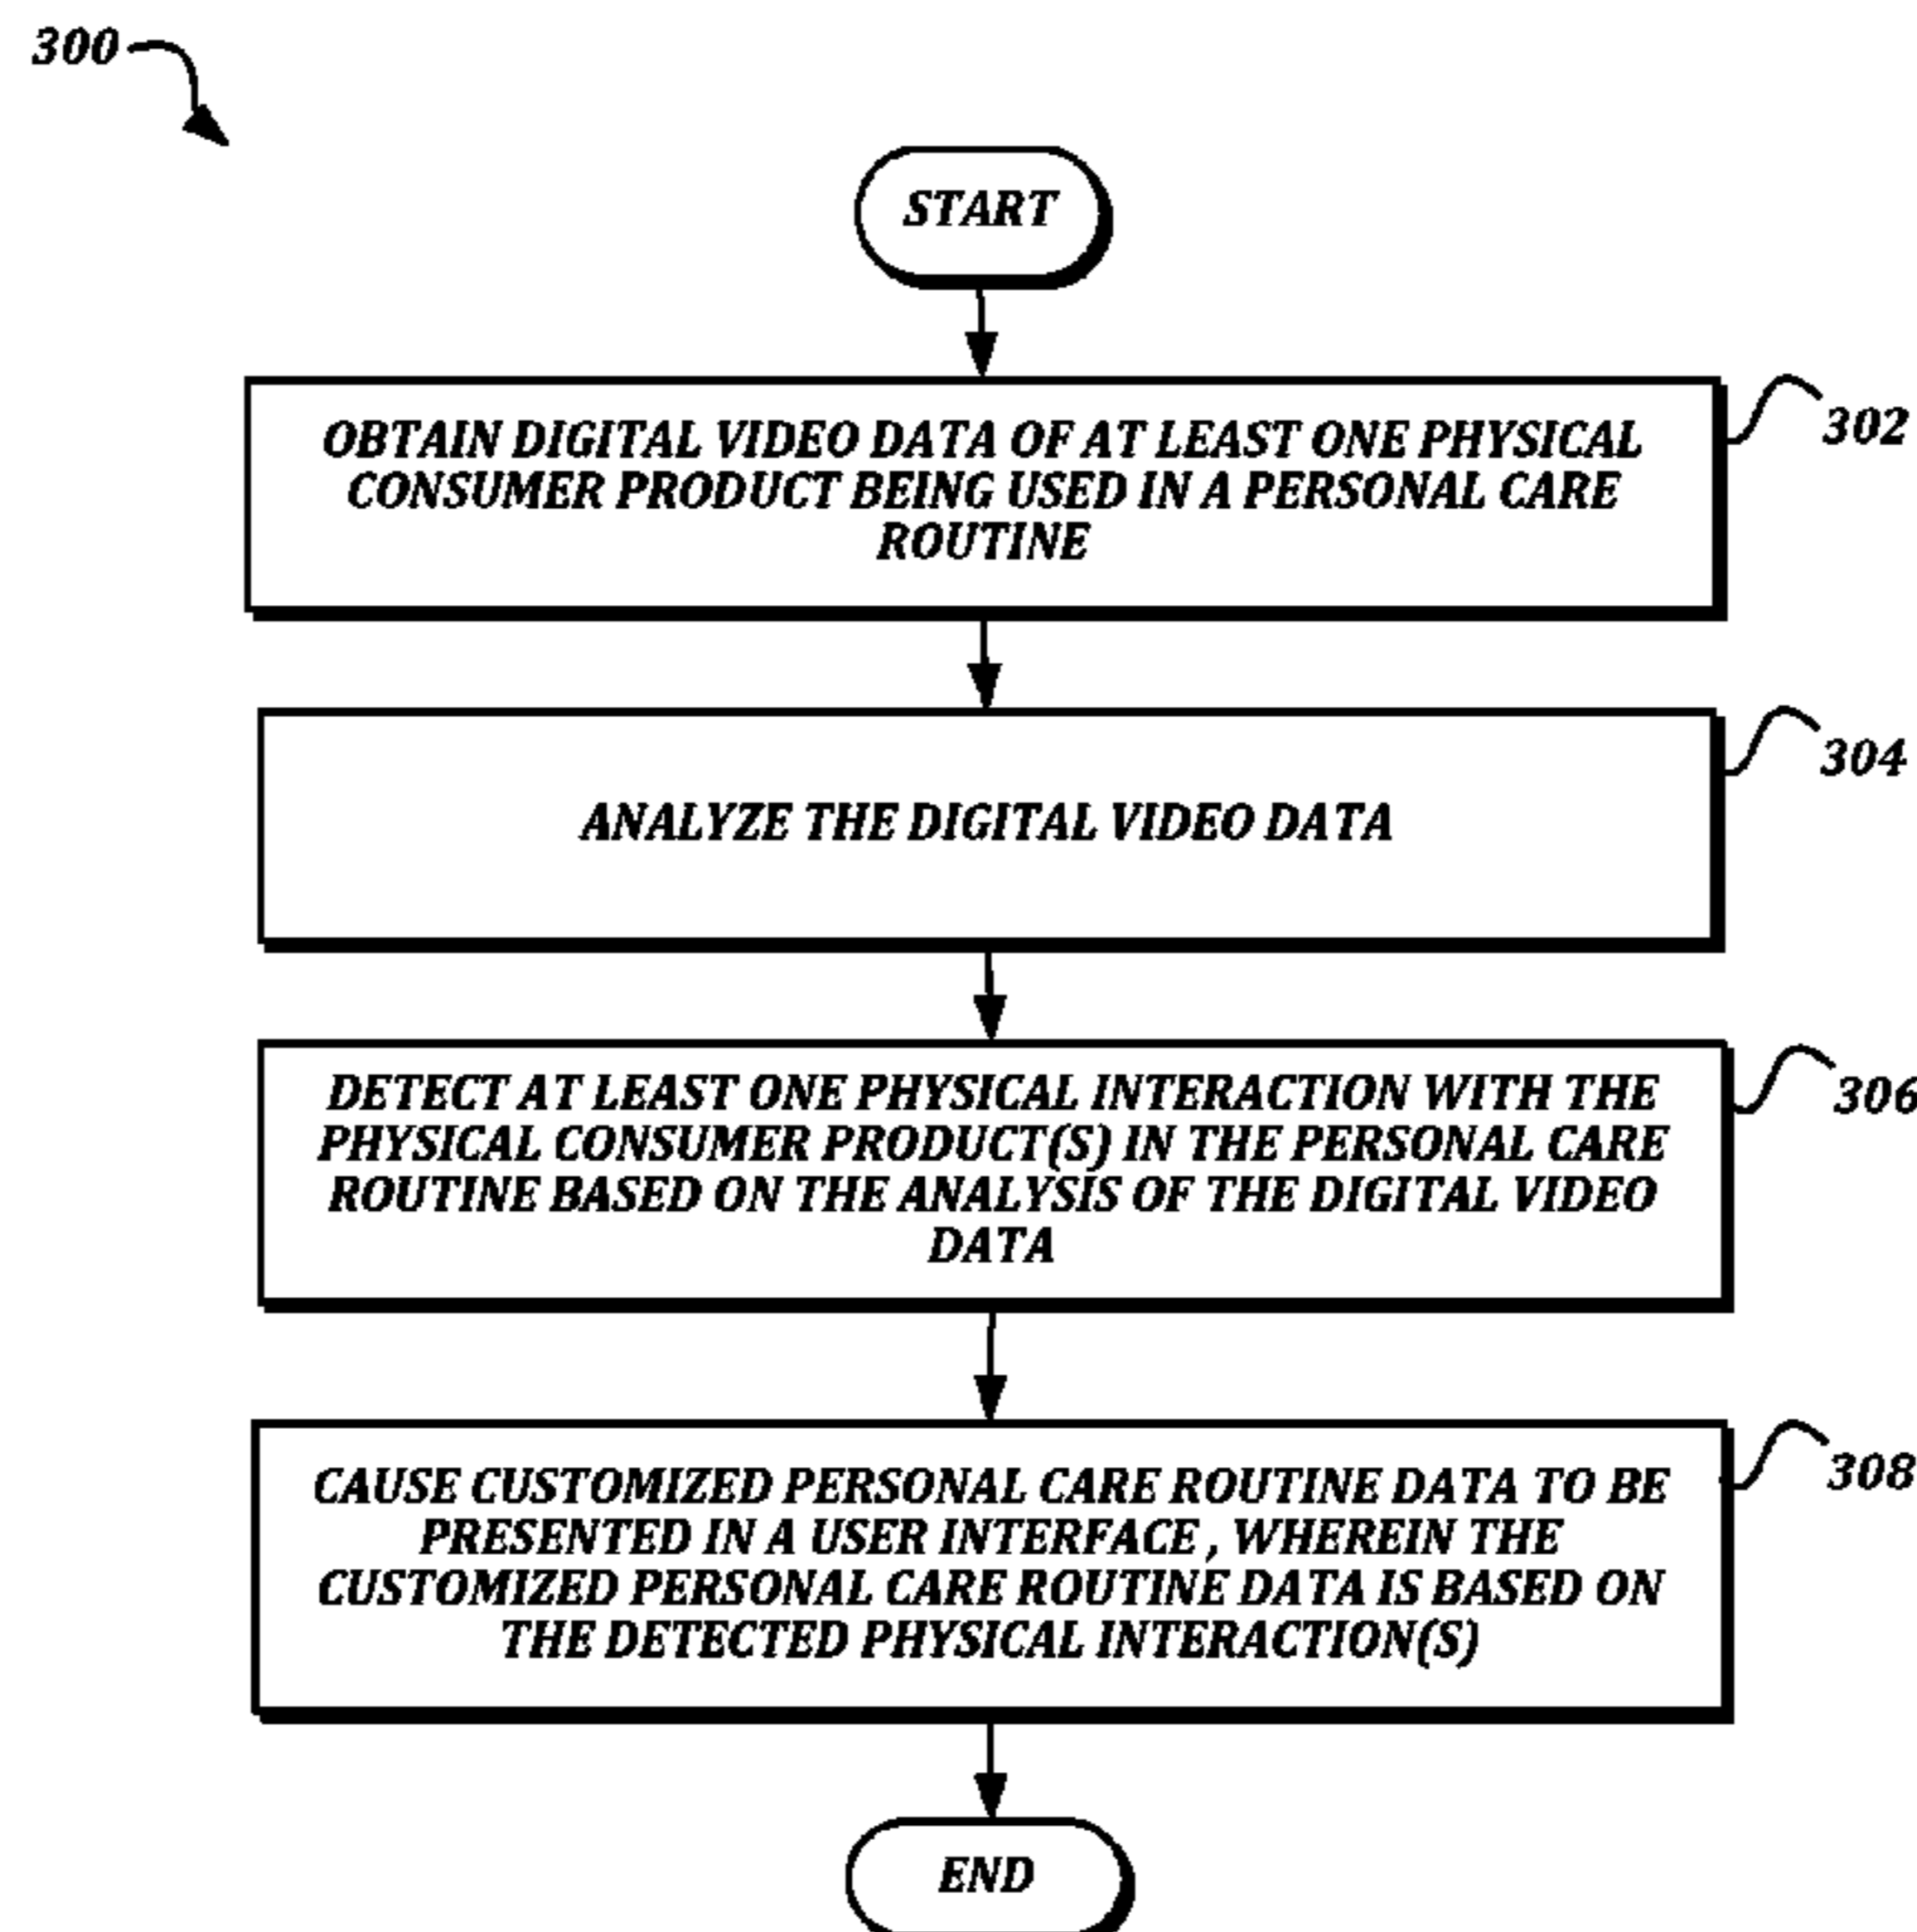 300
START
OBTAIN DIGITAL VIDEO DATA OF AT LEAST ONE PHYSICAL
CONSUMER PRODUCT BEING USED IN A PERSONAL CARE
ROUTINE
302
ANALYZE THE DIGITAL VIDEO DATA
304
DETECT AT LEAST ONE PHYSICAL INTERACTION WITH THE
PHYSICAL CONSUMER PRODUCT(S) IN THE PERSONAL CARE
ROUTINE BASED ON THE ANALYSIS OF THE DIGITAL VIDEO
DATA
306
CAUSE CUSTOMIZED PERSONAL CARE ROUTINE DATA TO BE
PRESENTED IN A USER INTERFACE , WHEREIN THE
CUSTOMIZED PERSONAL CARE ROUTINE DATA IS BASED ON
THE DETECTED PHYSICAL INTERACTION(S)
308
END